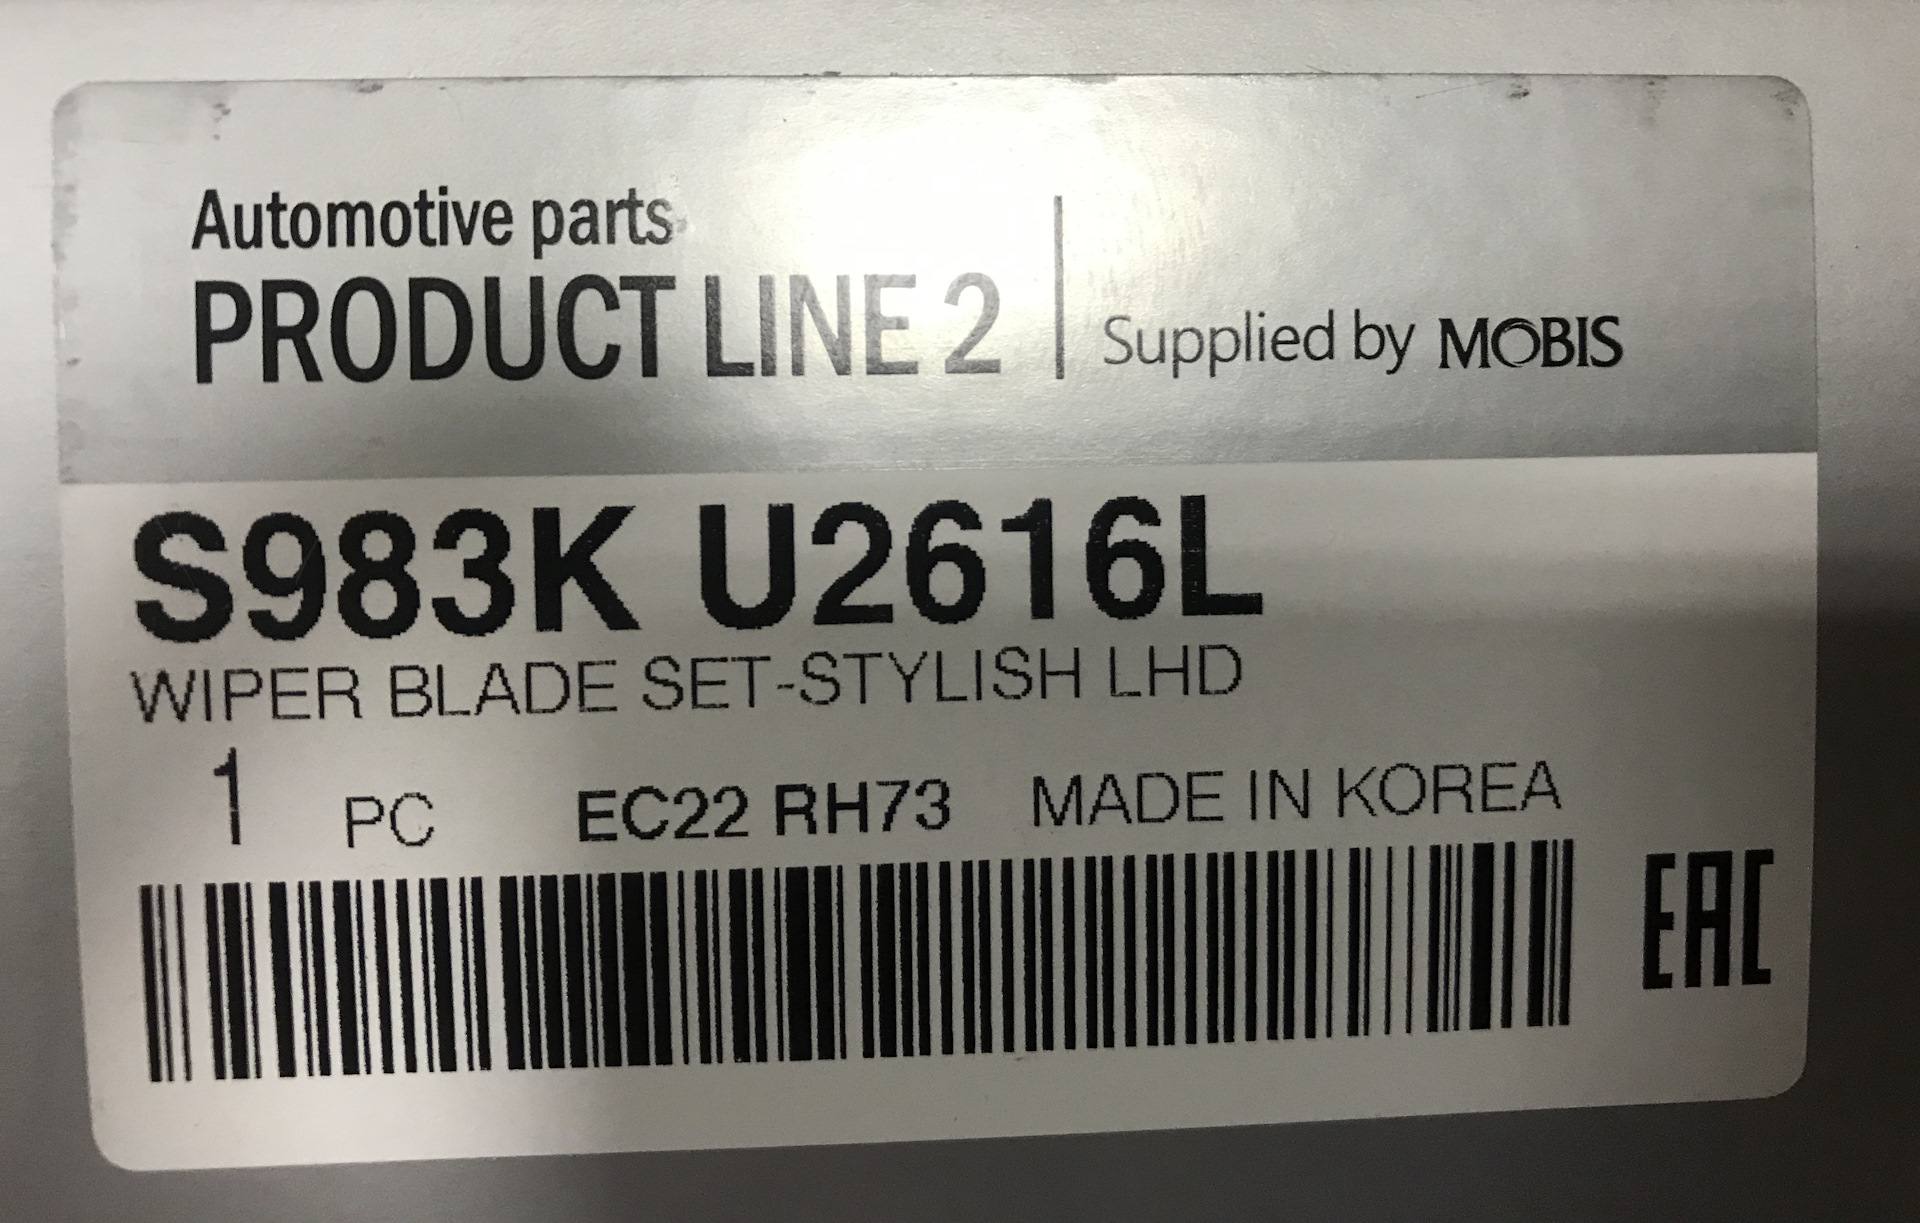 Automotive parts
PRODUCT LINE 2
Supplied by MOBIS
S983K U2616L
WIPER BLADE SET-STYLISH LHD
1 PC EC22 RH73 MADE IN KOREA
EAC